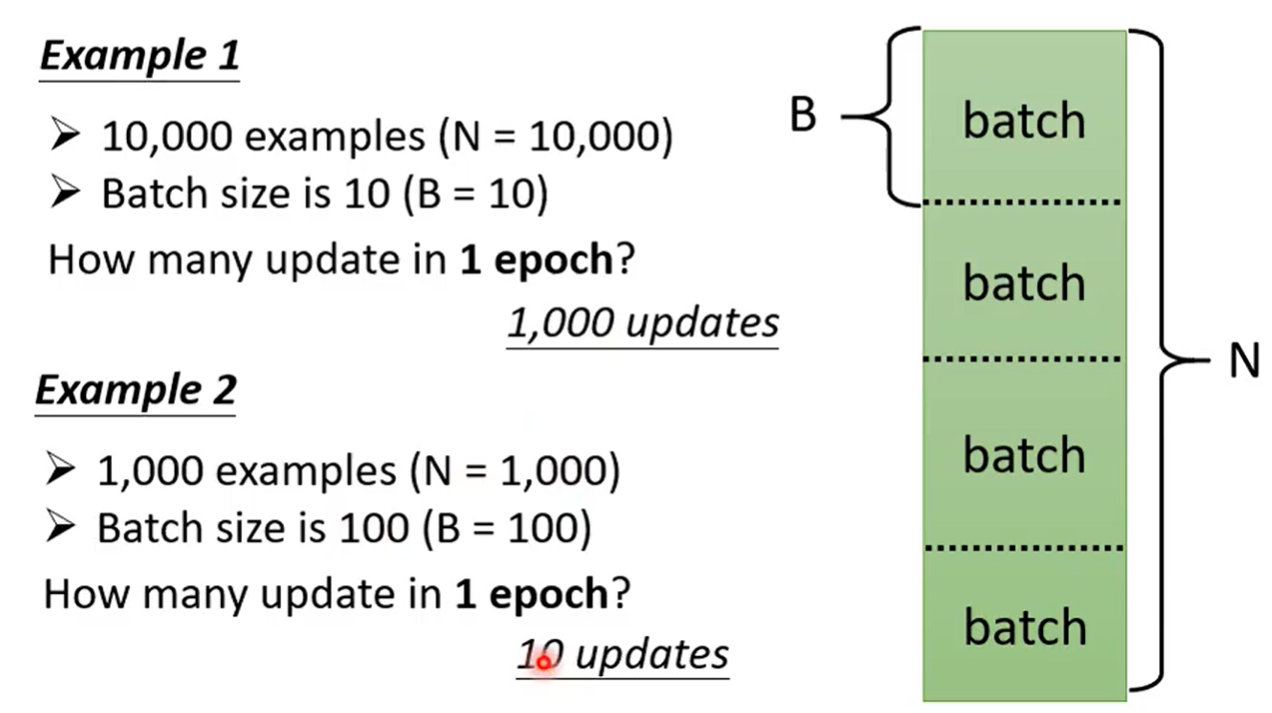 Example 1
➢ 10,000 examples (N = 10,000)
➢ Batch size is 10 (B = 10)
How many update in 1 epoch?
1,000 updates
Example 2
➢ 1,000 examples (N = 1,000)
➢ Batch size is 100 (B = 100)
How many update in 1 epoch?
10 updates
B
batch
batch
batch
batch
N